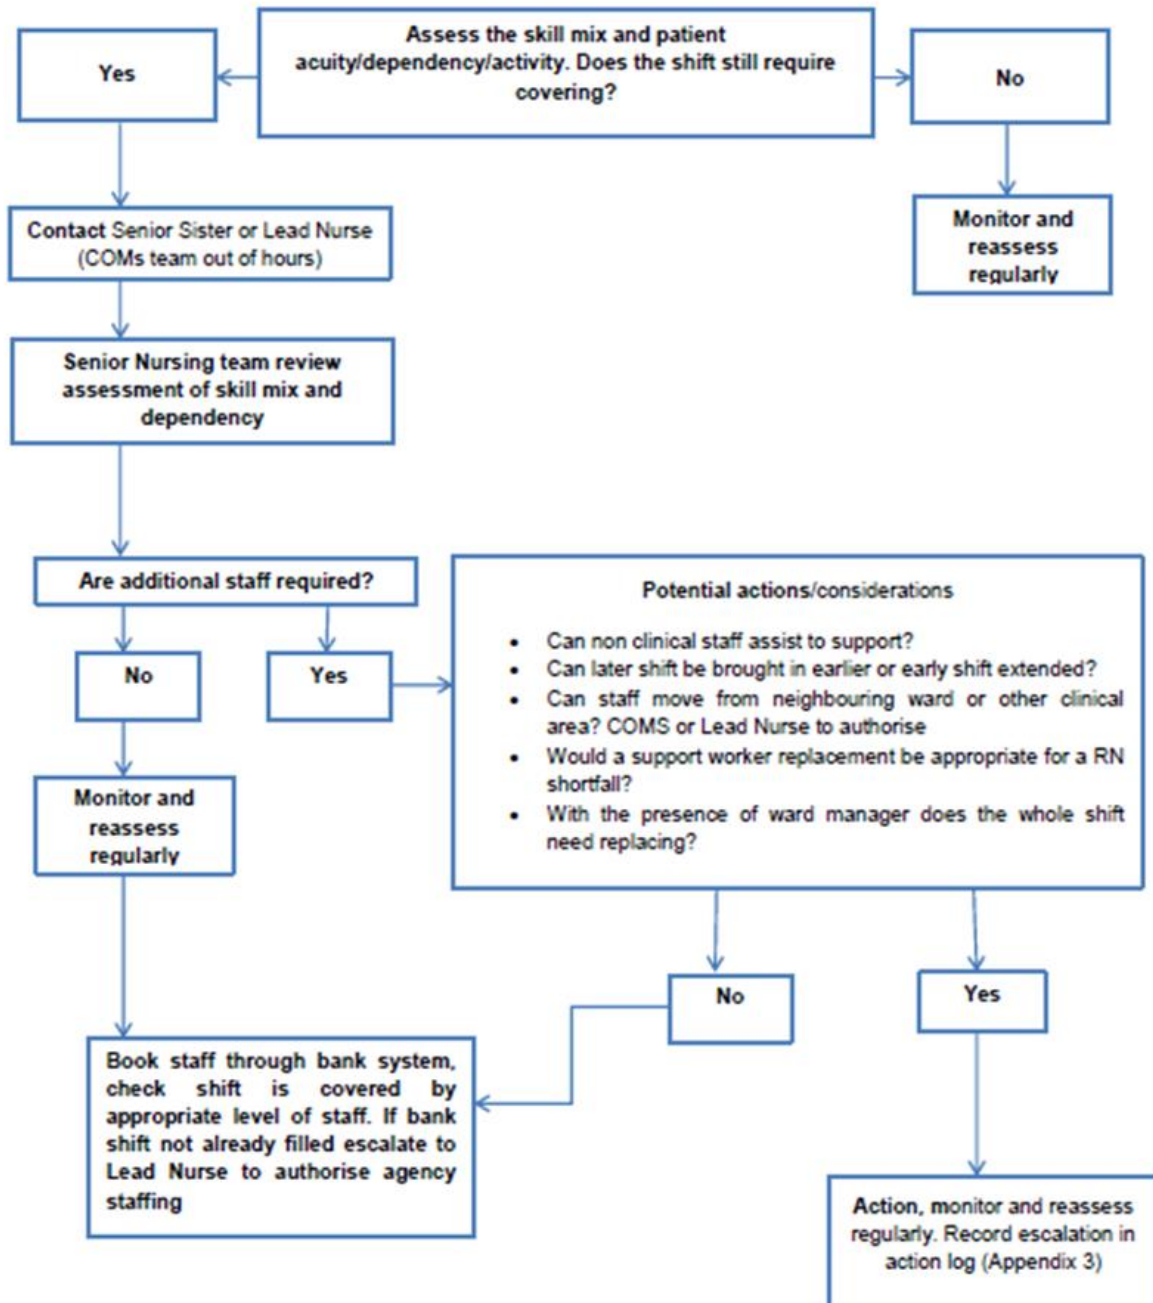 Assess the skill mix and patient
acuity/dependency/activity. Does the shift still require
covering?
Yes
No
Contact Senior Sister or Lead Nurse
(COMs team out of hours)
Monitor and
reassess
regularly
Senior Nursing team review
assessment of skill mix and
dependency
Are additional staff required?
No
Yes
Potential actions/considerations
• Can non clinical staff assist to support?
• Can later shift be brought in earlier or early shift extended?
• Can staff move from neighbouring ward or other clinical
area? COMS or Lead Nurse to authorise
• Would a support worker replacement be appropriate for a RN
shortfall?
• With the presence of ward manager does the whole shift
need replacing?
Monitor and
reassess
regularly
No
Yes
Book staff through bank system,
check shift is covered by
appropriate level of staff. If bank
shift not already filled escalate to
Lead Nurse to authorise agency
staffing
Action, monitor and reassess
regularly. Record escalation in
action log (Appendix 3)